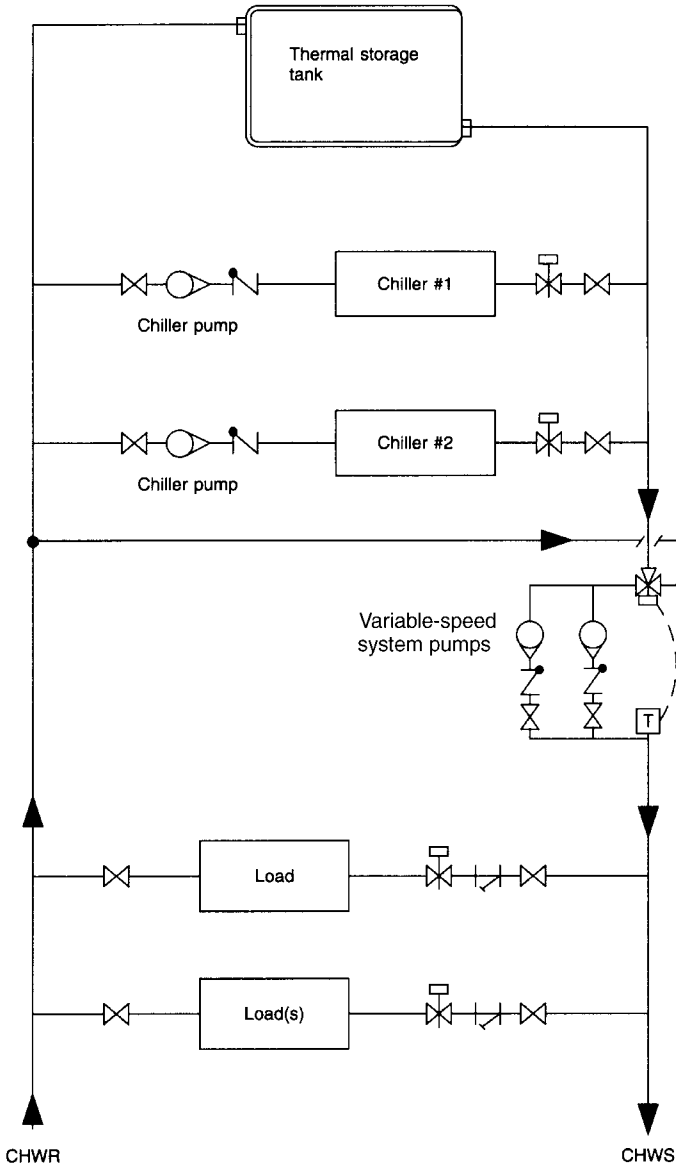 Thermal storage
tank
Chiller #1
Chiller pump
Chiller #2
Chiller pump
Variable-speed
system pumps
T
Load
Load(s)
CHWR
CHWS